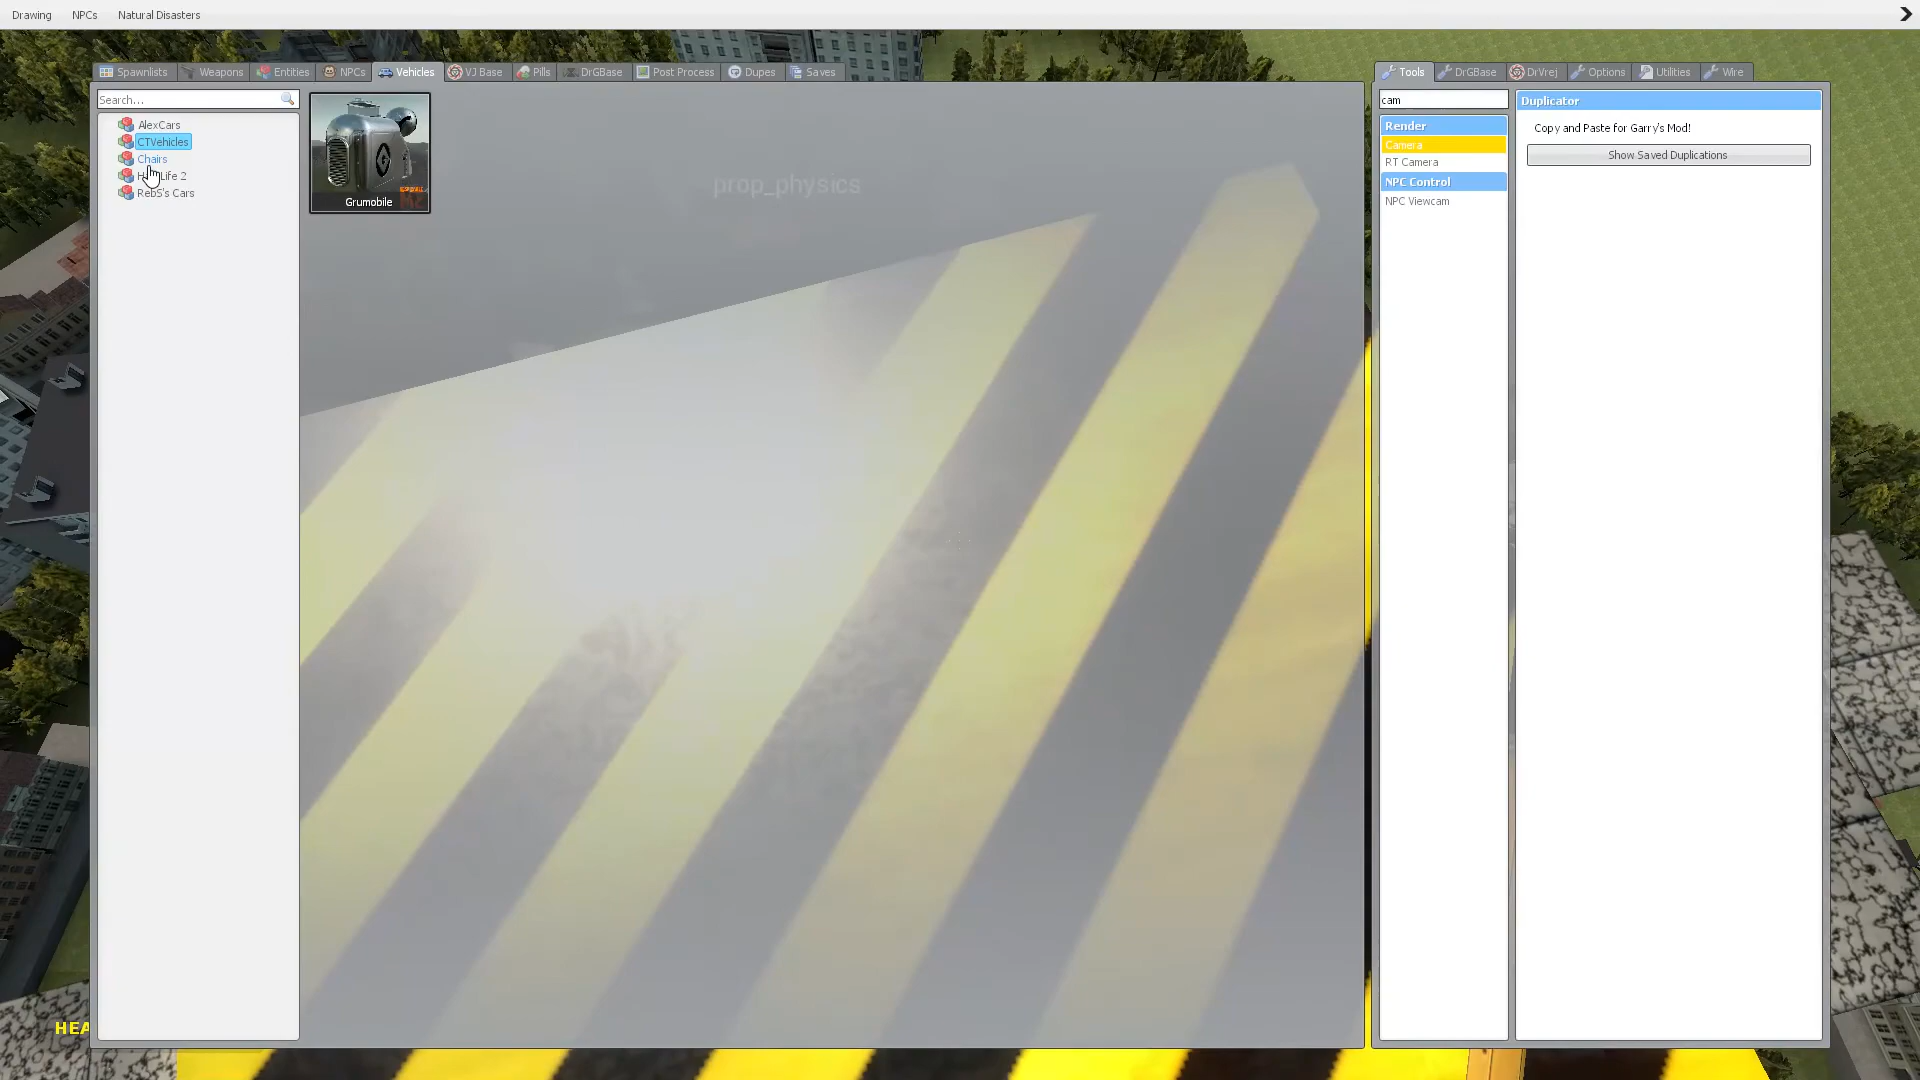 Drawing NPCs Natural Disasters
Spawnlists Weapons Entities NPCs Vehicles VJ Base Pills DrGBase Post Process Dupes Saves
Tools DrGBase DrVrej Options Utilities Wire
Search...
AlexCars
CTVehicles
Chairs
Life 2
Reb5's Cars
Grumobile
prop_physics
cam
Render
Camera
RT Camera
NPC Control
NPC Viewcam
Duplicator
Copy and Paste for Garry's Mod!
Show Saved Duplications
HEA